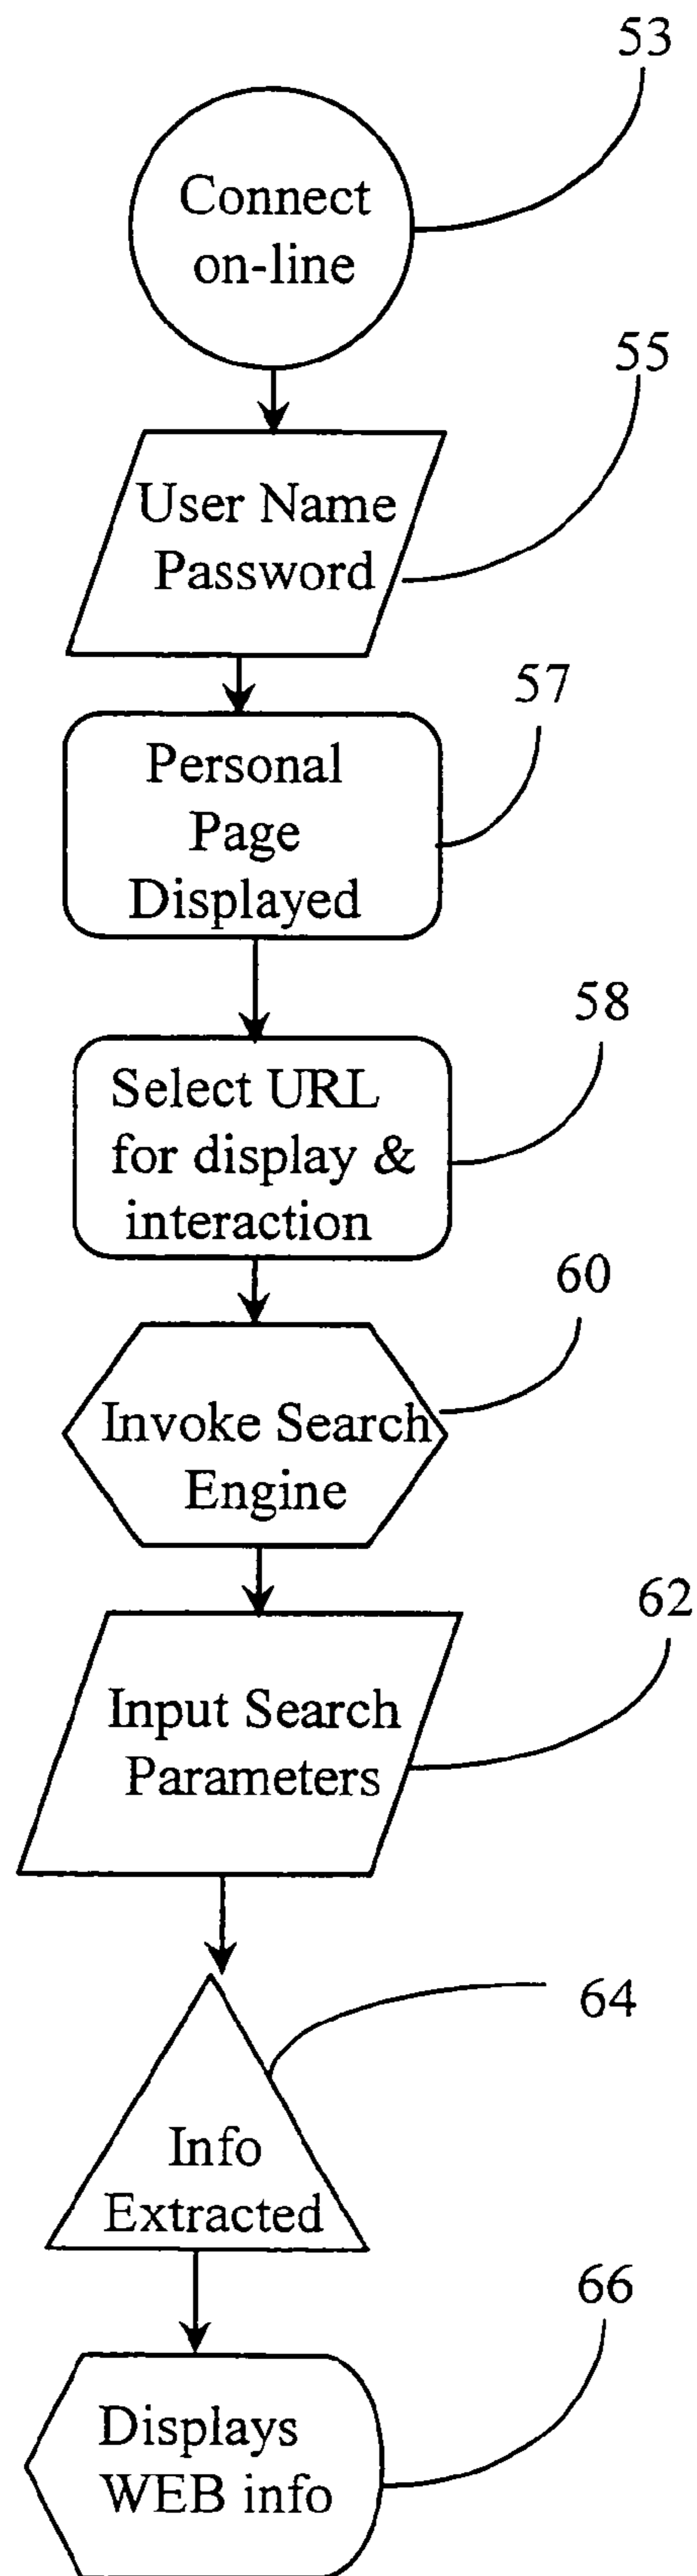 53
Connect
on-line
55
User Name
Password
57
Personal
Page
Displayed
58
Select URL
for display &
interaction
60
Invoke Search
Engine
62
Input Search
Parameters
64
Info
Extracted
66
Displays
WEB info